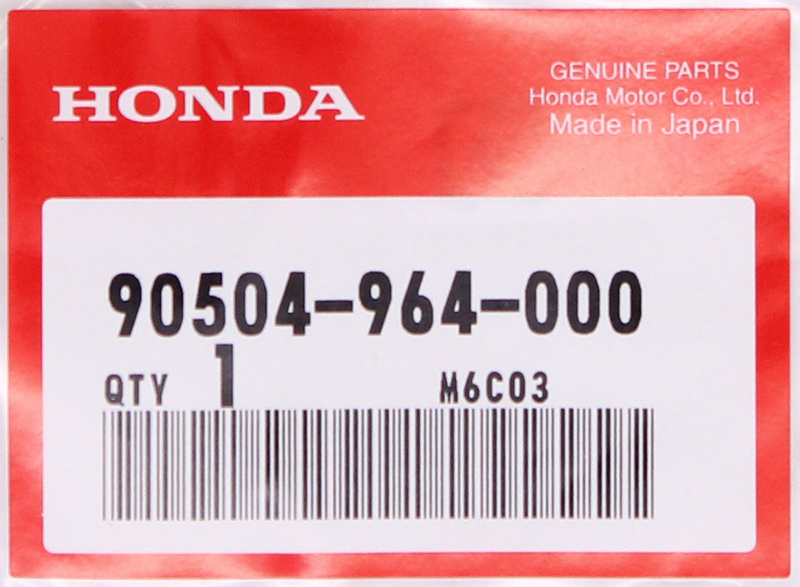 HONDA
GENUINE PARTS
Honda Motor Co., Ltd.
Made in Japan
90504-964-000
QTY 1 M6C03